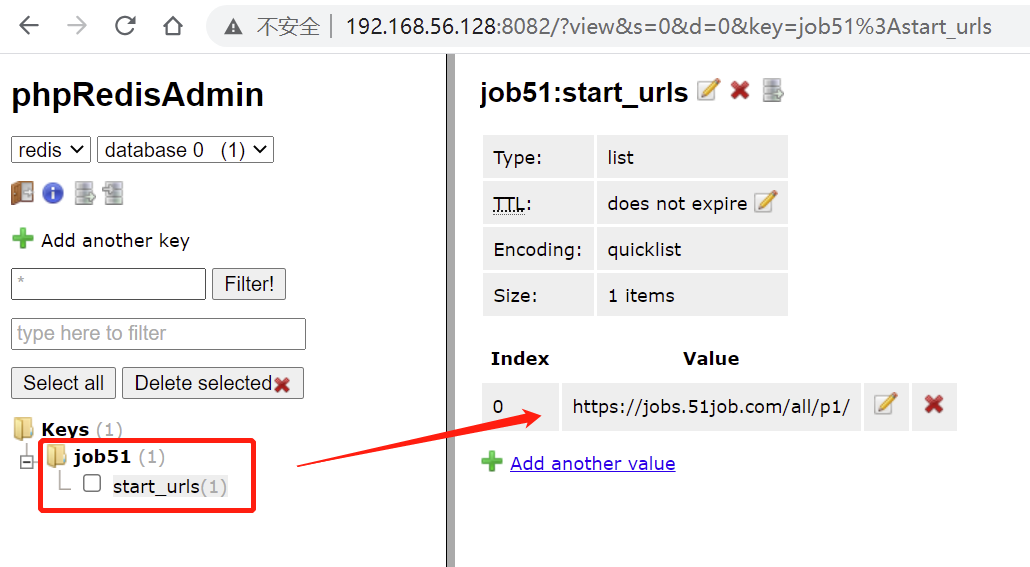 不安全 192.168.56.128:8082/?view&s=0&d=0&key=job51%3Astart_urls
phpRedisAdmin
redis database 0 (1)
Add another key
* Filter!
type here to filter
Select all Delete selected
Keys (1)
job51 (1)
start_urls(1)
job51:start_urls
Type: list
TTL: does not expire
Encoding: quicklist
Size: 1 items
Index Value
0 https://jobs.51job.com/all/p1/
Add another value